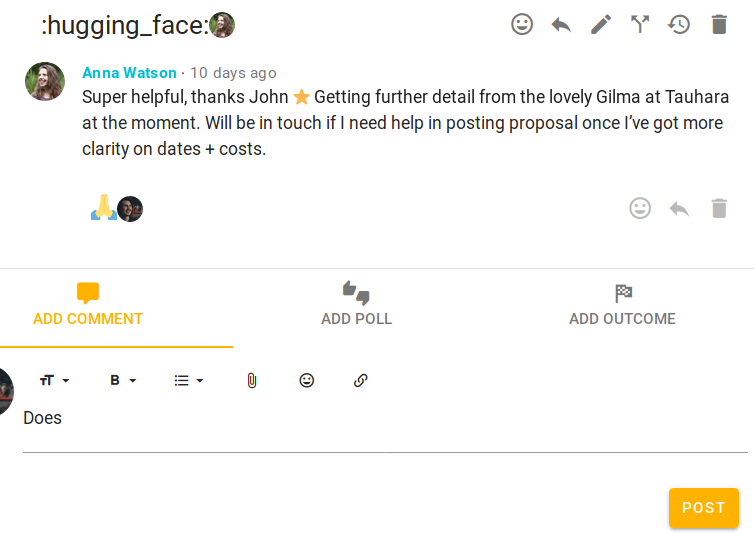 :hugging_face:
Anna Watson · 10 days ago
Super helpful, thanks John ⭐ Getting further detail from the lovely Gilma at Tauhara
at the moment. Will be in touch if I need help in posting proposal once I’ve got more
clarity on dates + costs.
ADD COMMENT ADD POLL ADD OUTCOME
TT B
Does
POST